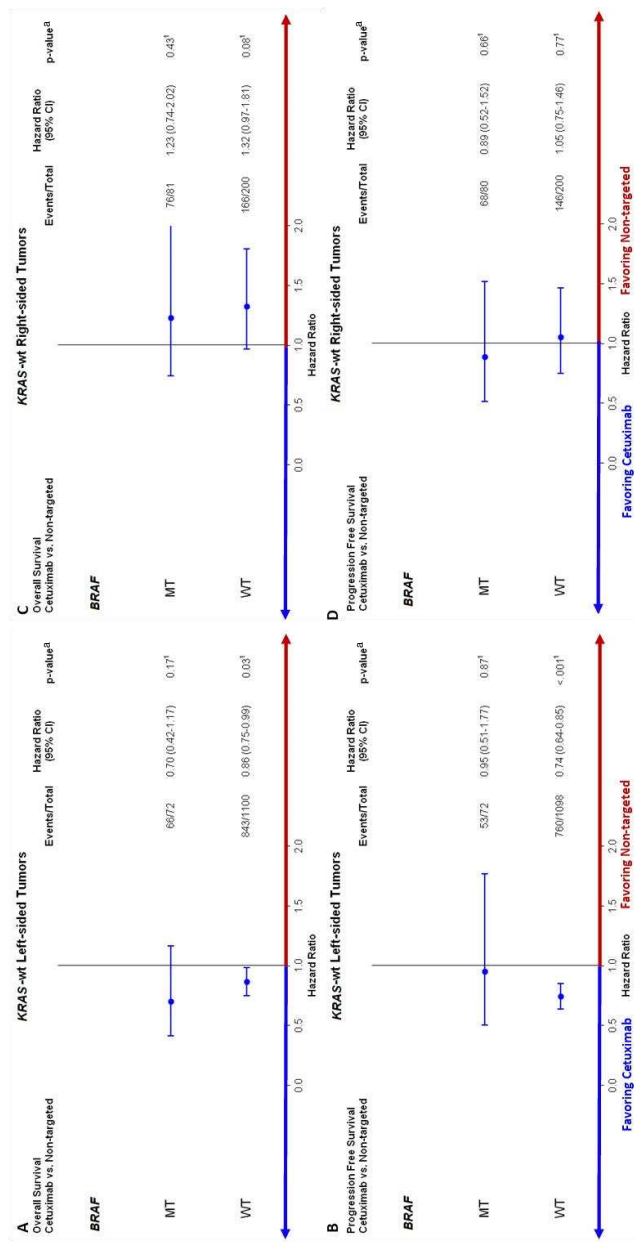 A
KRAS-wt Left-sided Tumors
Overall Survival
Cetuximab vs. Non-targeted
Events/Total
Hazard Ratio
(95% CI)
p-valueª
BRAF
MT
66/72
0.70 (0.42-1.17)
0.17¹
WT
843/1100
0.86 (0.75-0.99)
0.03¹
0.0
0.5
1.0
1.5
2.0
Hazard Ratio
B
KRAS-wt Left-sided Tumors
Progression Free Survival
Cetuximab vs. Non-targeted
Events/Total
Hazard Ratio
(95% CI)
p-valueª
BRAF
MT
53/72
0.95 (0.51-1.77)
0.87¹
WT
760/1098
0.74 (0.64-0.85)
<.001¹
0.0
0.5
1.0
1.5
2.0
Favoring Cetuximab
Hazard Ratio
Favoring Non-targeted
C
KRAS-wt Right-sided Tumors
Overall Survival
Cetuximab vs. Non-targeted
Events/Total
Hazard Ratio
(95% CI)
p-valueª
BRAF
MT
76/81
1.23 (0.74-2.02)
0.43¹
WT
166/200
1.32 (0.97-1.81)
0.08¹
0.0
0.5
1.0
1.5
2.0
Hazard Ratio
D
KRAS-wt Right-sided Tumors
Progression Free Survival
Cetuximab vs. Non-targeted
Events/Total
Hazard Ratio
(95% CI)
p-valueª
BRAF
MT
68/80
0.89 (0.52-1.52)
0.66¹
WT
146/200
1.05 (0.75-1.46)
0.77¹
0.0
0.5
1.0
1.5
2.0
Favoring Cetuximab
Hazard Ratio
Favoring Non-targeted